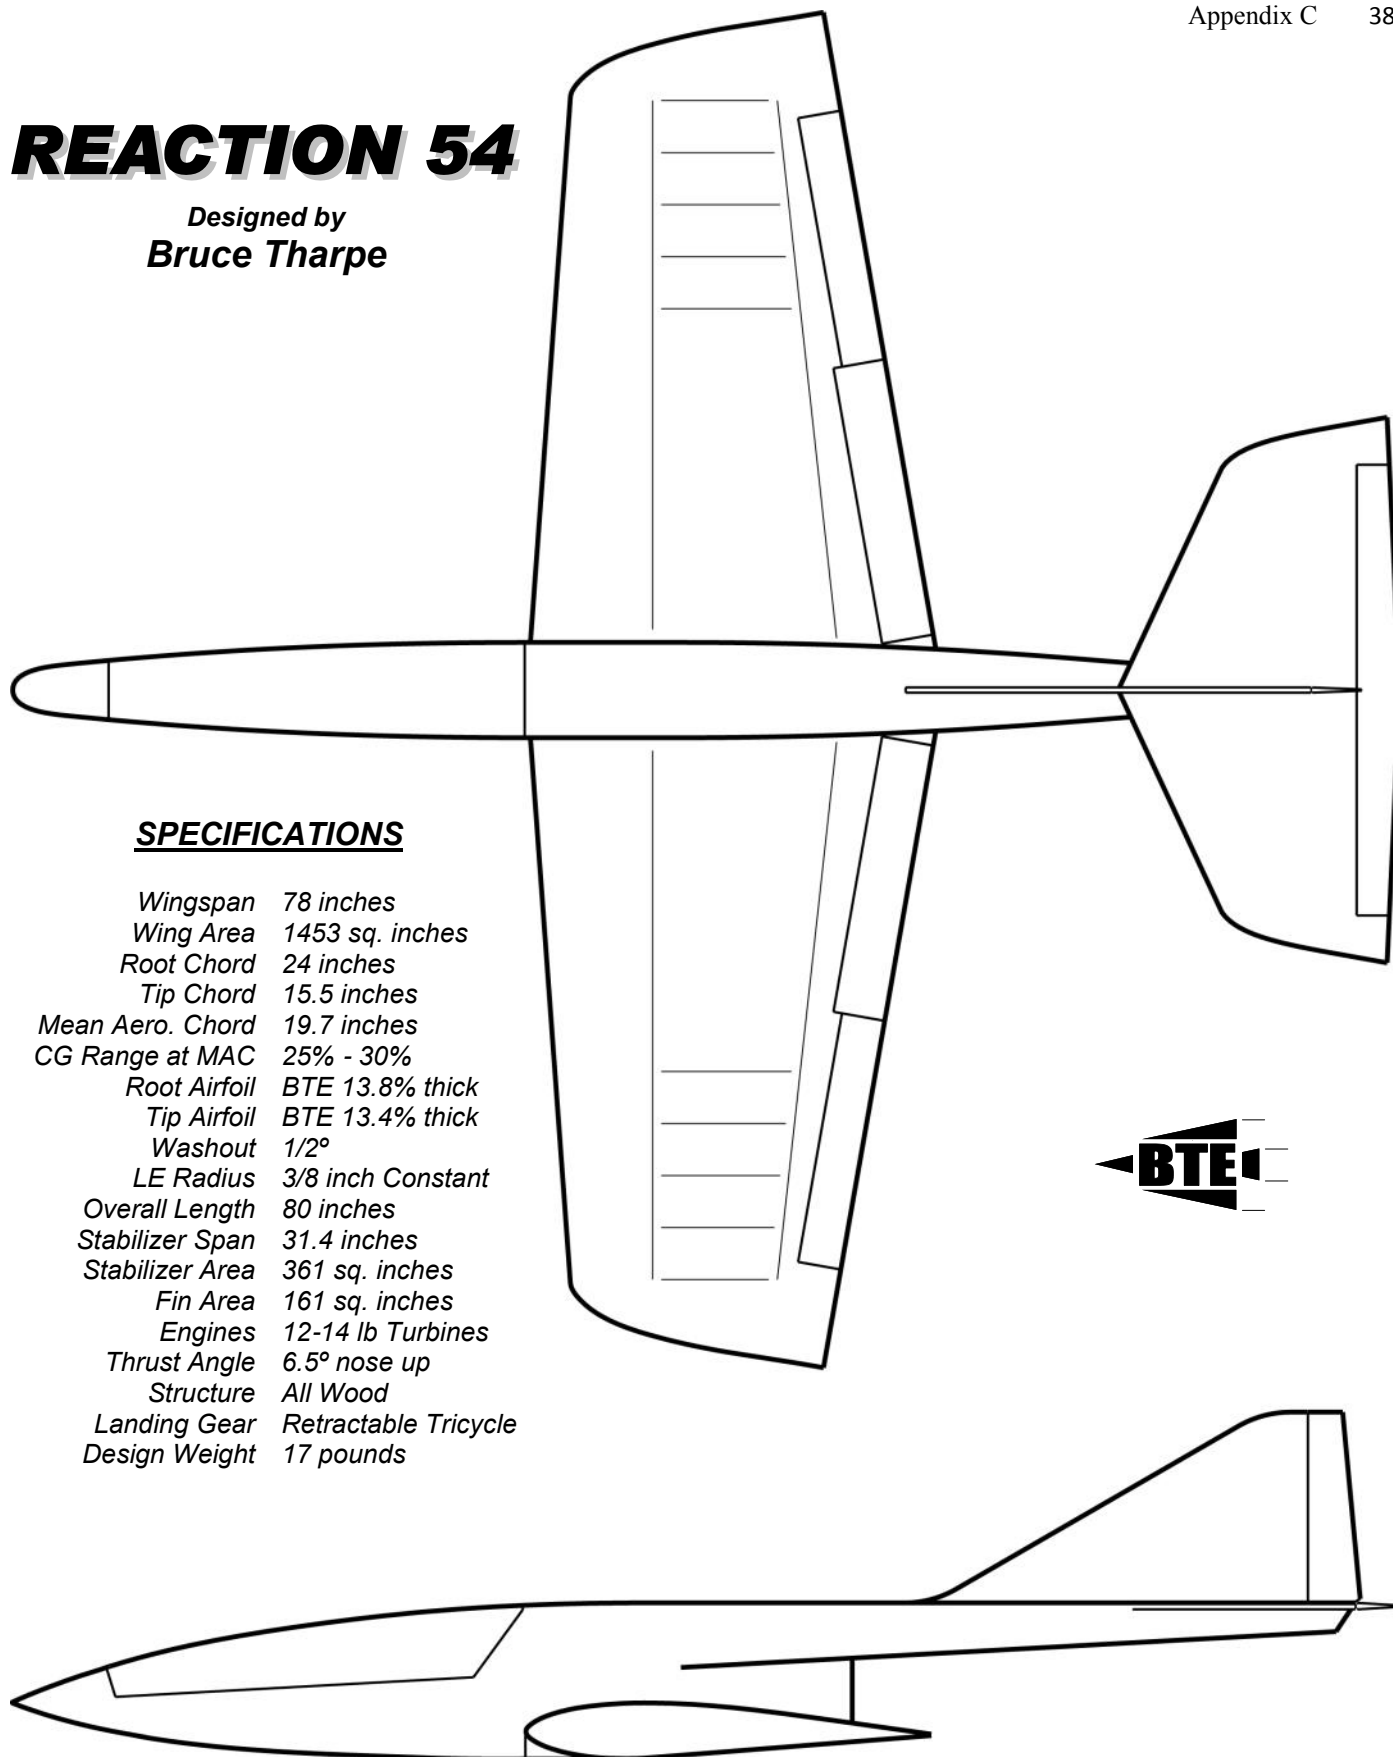 Appendix C 38
REACTION 54
Designed by
Bruce Tharpe
SPECIFICATIONS
Wingspan 78 inches
Wing Area 1453 sq. inches
Root Chord 24 inches
Tip Chord 15.5 inches
Mean Aero. Chord 19.7 inches
CG Range at MAC 25% - 30%
Root Airfoil BTE 13.8% thick
Tip Airfoil BTE 13.4% thick
Washout 1/2º
LE Radius 3/8 inch Constant
Overall Length 80 inches
Stabilizer Span 31.4 inches
Stabilizer Area 361 sq. inches
Fin Area 161 sq. inches
Engines 12-14 lb Turbines
Thrust Angle 6.5º nose up
Structure All Wood
Landing Gear Retractable Tricycle
Design Weight 17 pounds
BTE